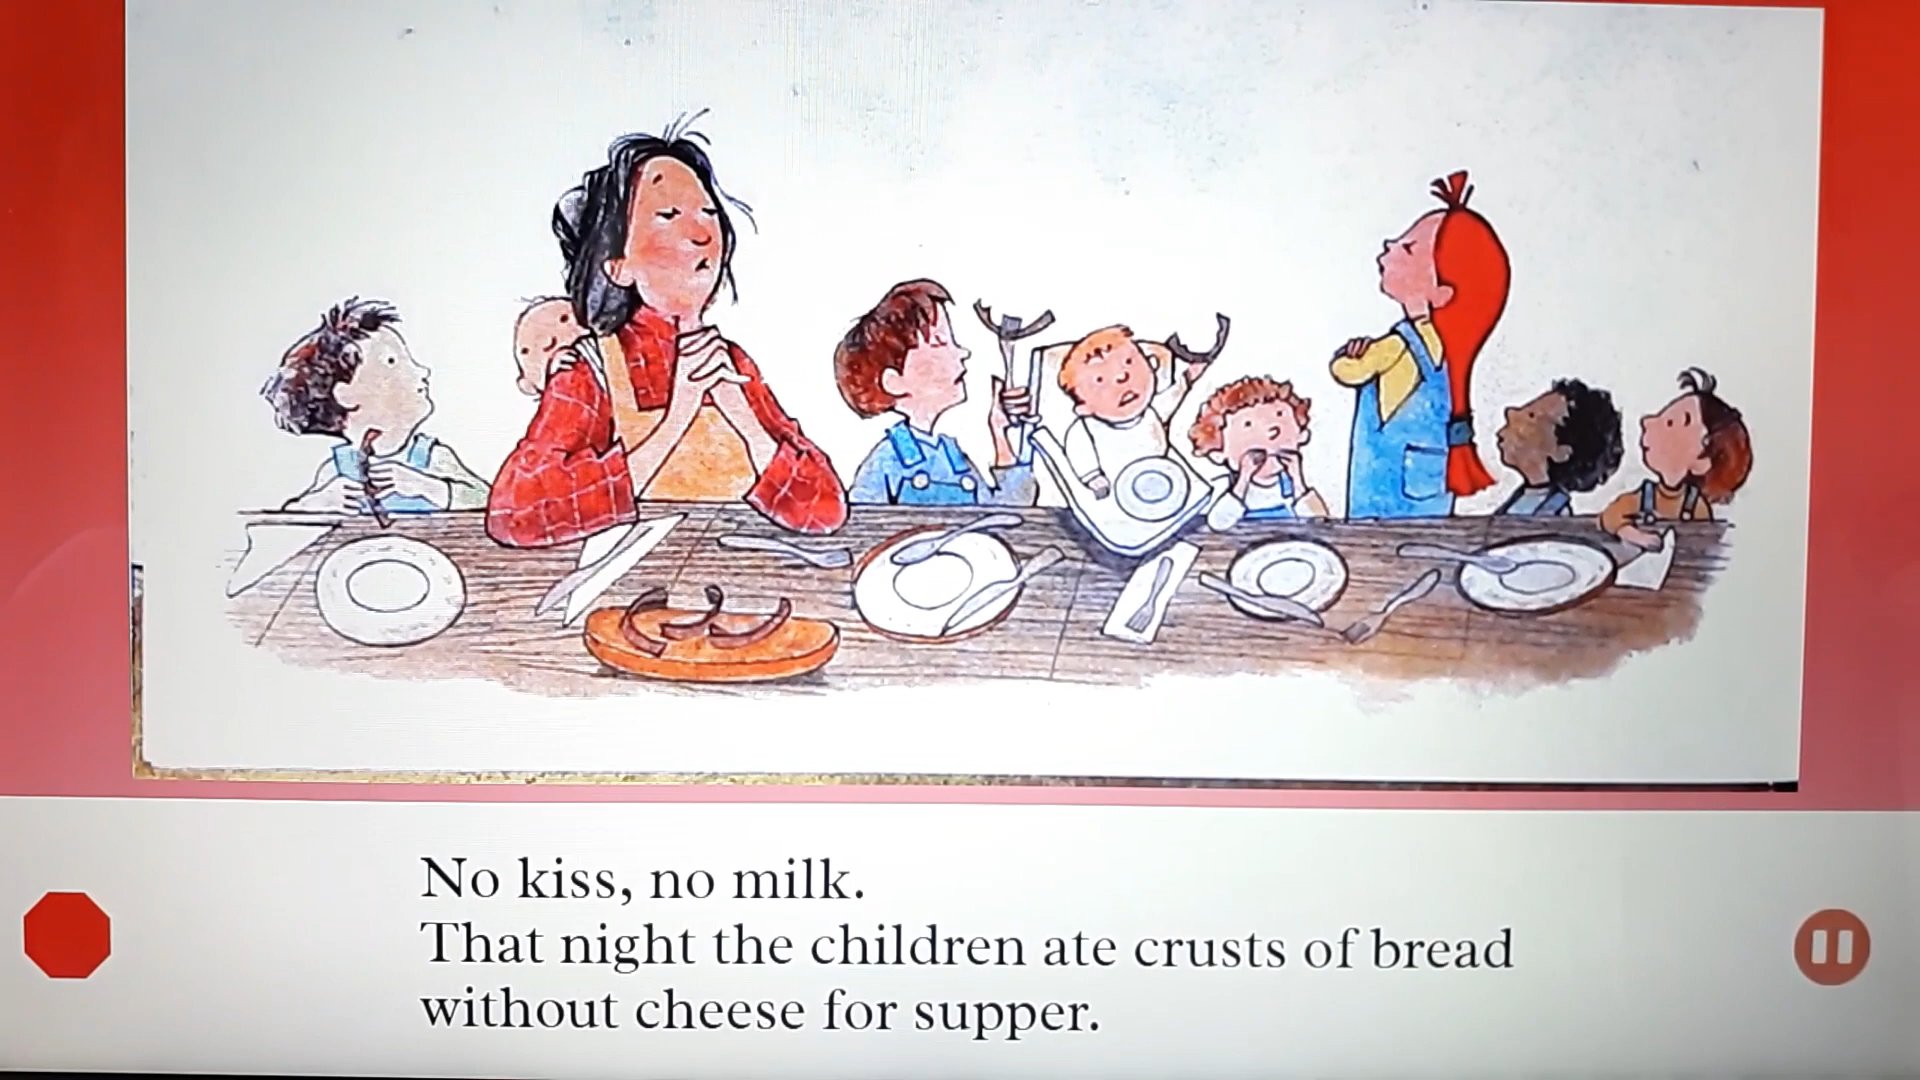 No kiss, no milk.
That night the children ate crusts of bread
without cheese for supper.